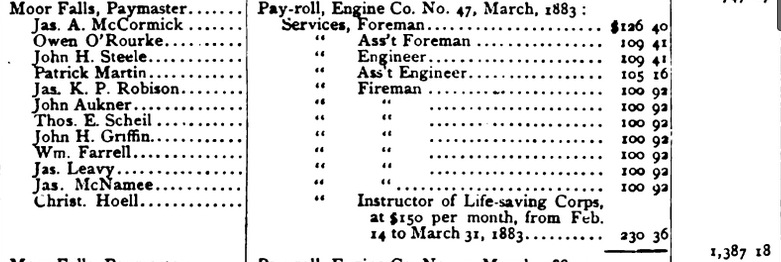 Moor Falls, Paymaster....... Pay-roll, Engine Co. No. 47, March, 1883 :
Jas. A. McCormick ......... Services, Foreman............................ $126 40
Owen O'Rourke............. “ Ass't Foreman ..................... 109 41
John H. Steele............... “ Engineer............................ 109 41
Patrick Martin............... “ Ass't Engineer...................... 105 16
Jas. K. P. Robison.......... “ Fireman ............................ 100 92
John Aukner................. “ “ ............................ 100 92
Thos. E. Scheil.............. “ “ ............................ 100 92
John H. Griffin.............. “ “ ............................ 100 92
Wm. Farrell.................. “ “ ............................ 100 92
Jas. Leavy................... “ “ ............................ 100 92
Jas. McNamee............... “ “................................ 100 92
Christ. Hoell................. “ Instructor of Life-saving Corps,
at $150 per month, from Feb.
14 to March 31, 1883.......... 230 36
1,387 18